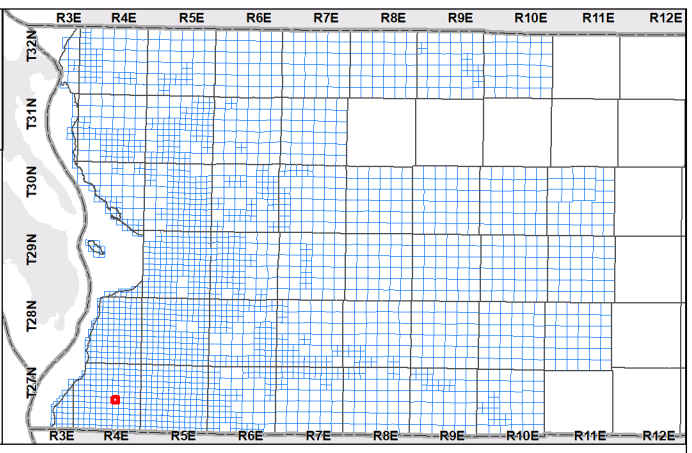 R3E R4E R5E R6E R7E R8E R9E R10E R11E R12E
T32N
T31N
T30N
T29N
T28N
T27N
R3E R4E R5E R6E R7E R8E R9E R10E R11E R12E